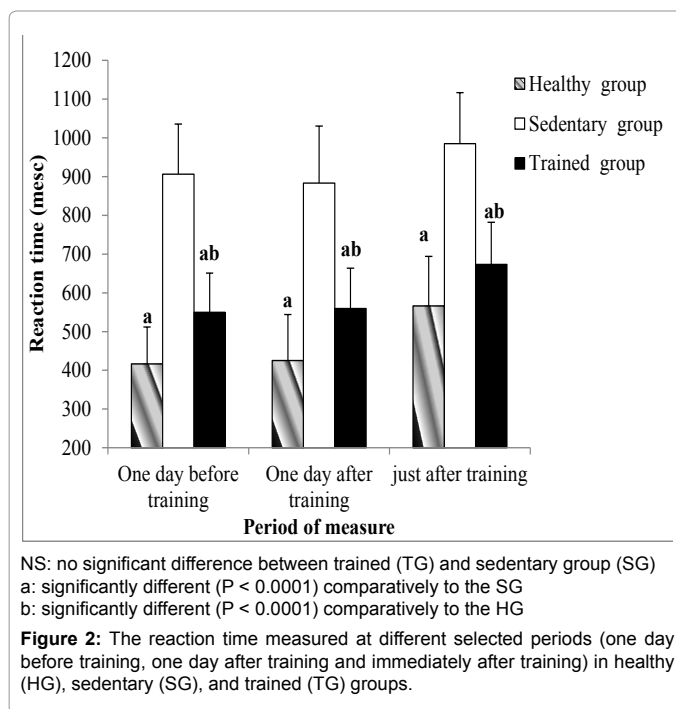 1200
1100
1000
900
800
700
600
500
400
300
200
Reaction time (mesc)
Healthy group
Sedentary group
Trained group
a
ab
a
ab
a
ab
One day before training
One day after training
just after training
Period of measure
NS: no significant difference between trained (TG) and sedentary group (SG)
a: significantly different (P < 0.0001) comparatively to the SG
b: significantly different (P < 0.0001) comparatively to the HG
Figure 2: The reaction time measured at different selected periods (one day
before training, one day after training and immediately after training) in healthy
(HG), sedentary (SG), and trained (TG) groups.